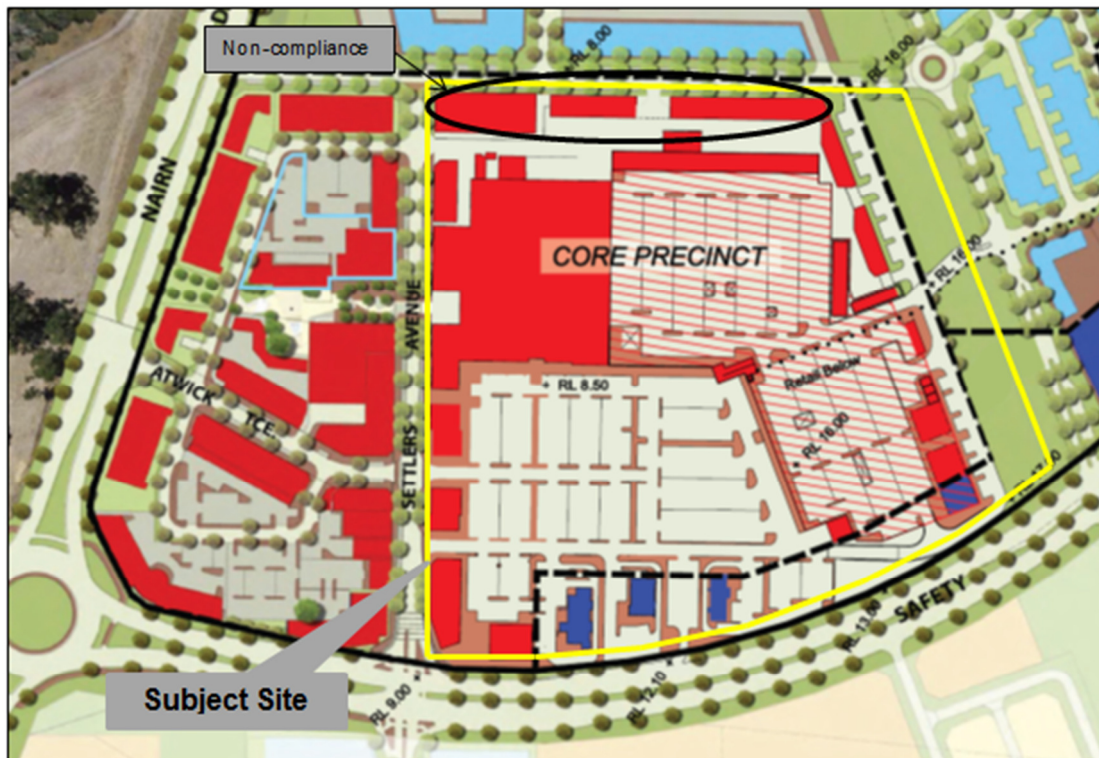 D
Non-compliance
RL 8.00
RL 16.00
NAIRN
CORE PRECINCT
RL 16.00
AVENUE
Retail Below
ATWICK
TCE.
RL 8.50
SETTLERS
RL 16.00
SAFETY
RL 13.00
Subject Site
RL 9.00
RL 12.10